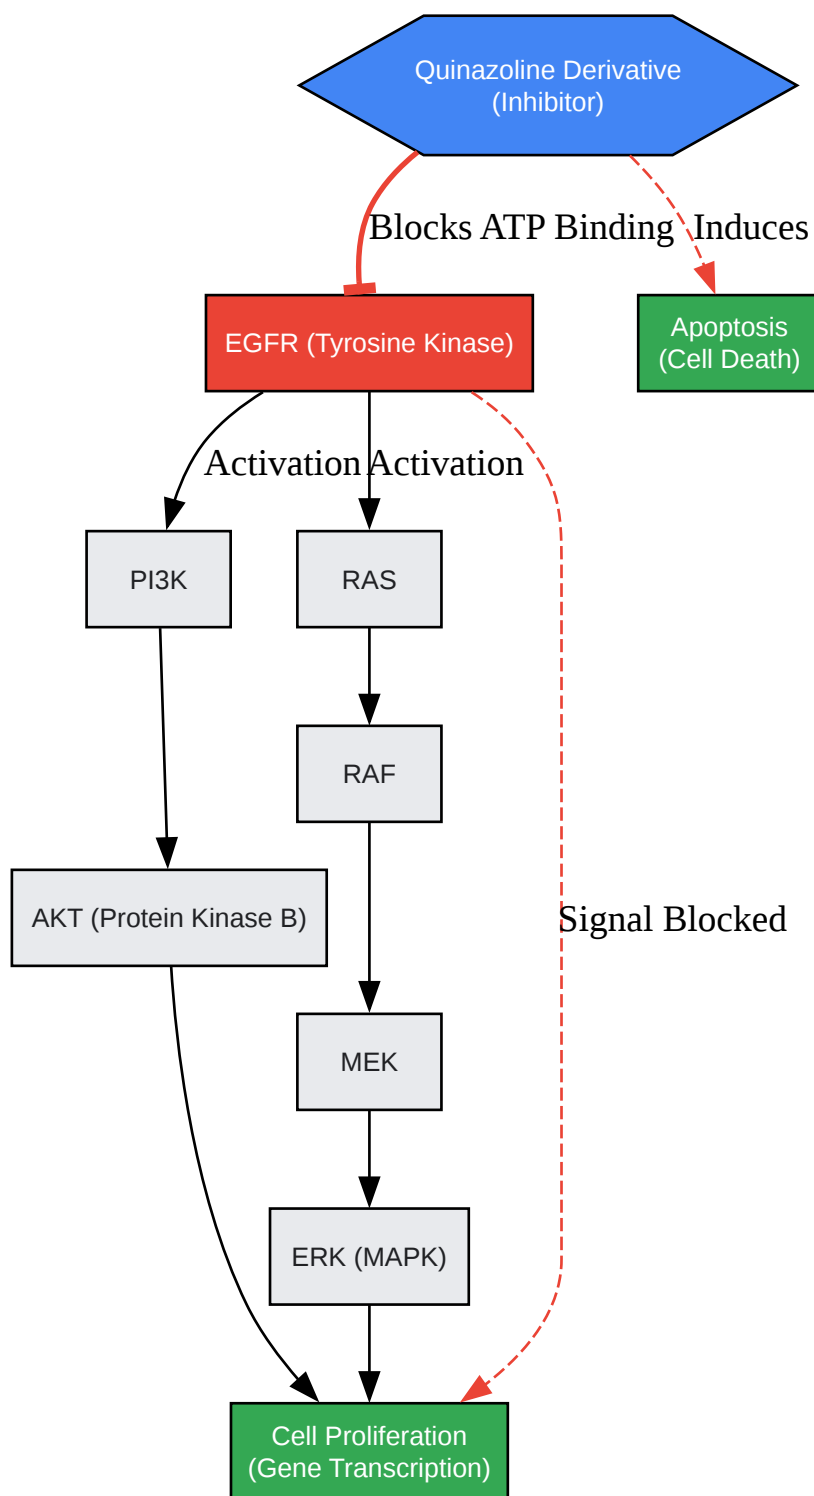 Quinazoline Derivative
(Inhibitor)
Blocks ATP Binding
Induces
EGFR (Tyrosine Kinase)
Apoptosis
(Cell Death)
Activation
Activation
PI3K
RAS
RAF
AKT (Protein Kinase B)
Signal Blocked
MEK
ERK (MAPK)
Cell Proliferation
(Gene Transcription)